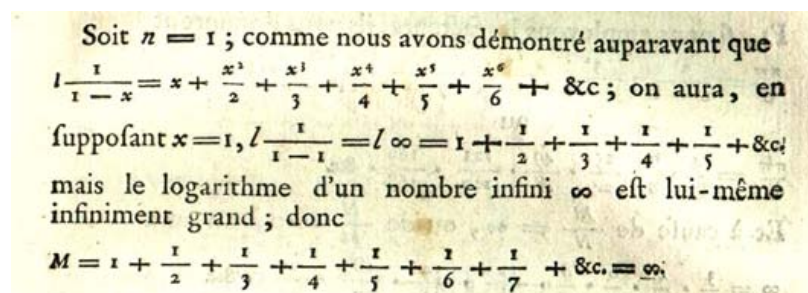 Soit n = 1 ; comme nous avons démontré auparavant que
l 1/(1 − x) = x + x²/2 + x³/3 + x⁴/4 + x⁵/5 + x⁶/6 + &c ; on aura, en
ſuppoſant x = 1, l 1/(1 − 1) = l ∞ = 1 + 1/2 + 1/3 + 1/4 + 1/5 + &c.;
mais le logarithme d'un nombre infini ∞ eſt lui-même
infiniment grand ; donc
M = 1 + 1/2 + 1/3 + 1/4 + 1/5 + 1/6 + 1/7 + &c. = ∞.